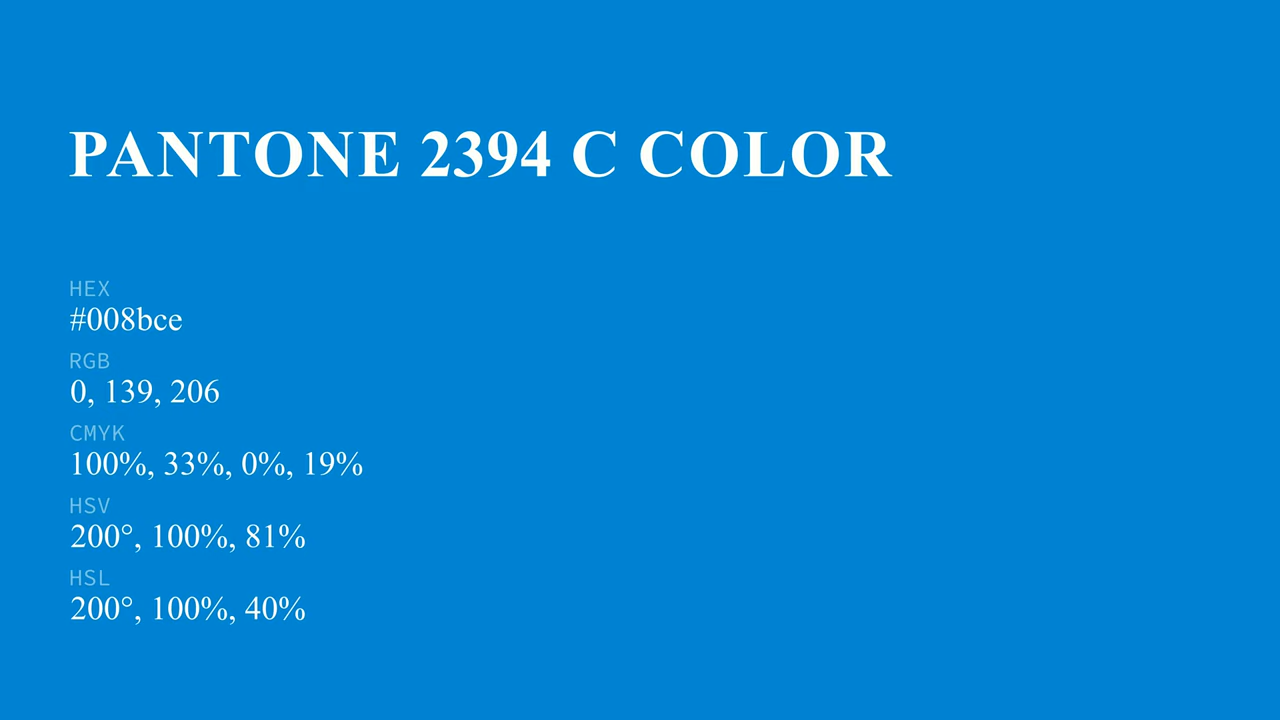 PANTONE 2394 C COLOR
HEX
#008bce
RGB
0, 139, 206
CMYK
100%, 33%, 0%, 19%
HSV
200°, 100%, 81%
HSL
200°, 100%, 40%